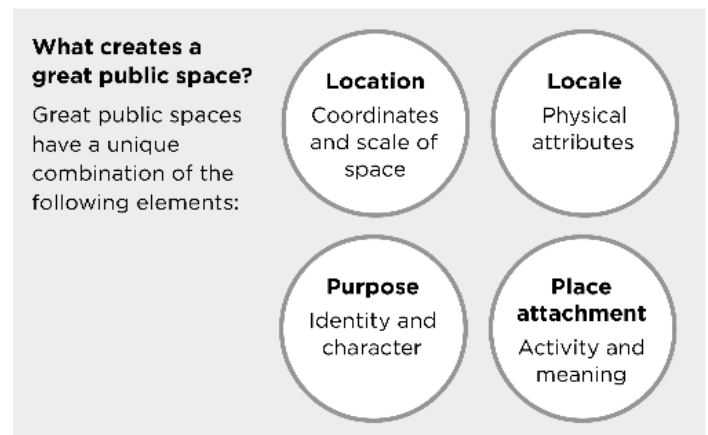 What creates a
great public space?
Great public spaces
have a unique
combination of the
following elements:
Location
Coordinates
and scale of
space
Locale
Physical
attributes
Purpose
Identity and
character
Place
attachment
Activity and
meaning